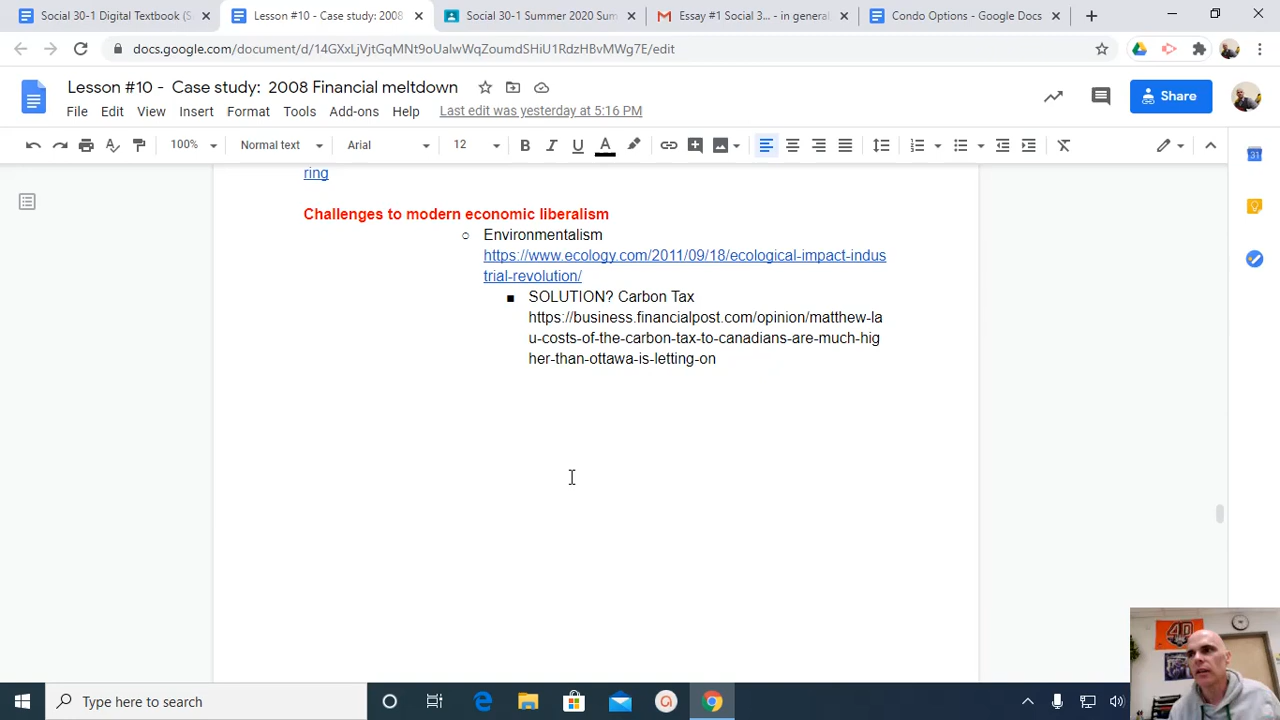 Social 30-1 Digital Textbook
Lesson #10 - Case study: 2008
Social 30-1 Summer 2020 Sum
Essay #1 Social 3... - in general
Condo Options - Google Docs
docs.google.com/document/d/14GXxLjVjtGqMNt9oUalwWqZoumdSHiU1RdzHBvMWg7E/edit
Lesson #10 - Case study: 2008 Financial meltdown
File Edit View Insert Format Tools Add-ons Help Last edit was yesterday at 5:16 PM
Share
100% Normal text Arial 12 B I U A
31
ring
Challenges to modern economic liberalism
Environmentalism
https://www.ecology.com/2011/09/18/ecological-impact-indus
trial-revolution/
SOLUTION? Carbon Tax
https://business.financialpost.com/opinion/matthew-la
u-costs-of-the-carbon-tax-to-canadians-are-much-hig
her-than-ottawa-is-letting-on
Type here to search